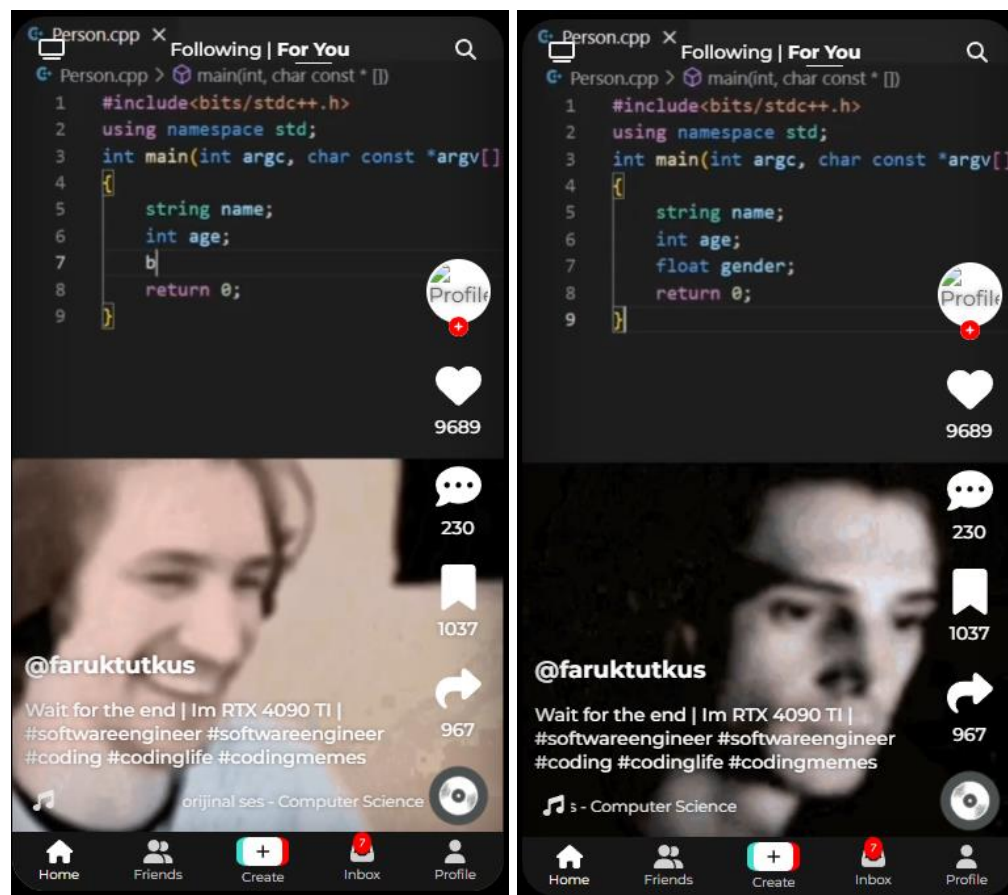 Person.cpp ×
Following | For You
Person.cpp > main(int, char const * [])
1 #include<bits/stdc++.h>
2 using namespace std;
3 int main(int argc, char const *argv[]
4 {
5 string name;
6 int age;
7 b
8 return 0;
9 }
Profile
9689
230
1037
@faruktutkus
Wait for the end | Im RTX 4090 TI |
#softwareengineer #softwareengineer
#coding #codinglife #codingmemes
967
orijinal ses - Computer Science
7
Home Friends Create Inbox Profile
Person.cpp ×
Following | For You
Person.cpp > main(int, char const * [])
1 #include<bits/stdc++.h>
2 using namespace std;
3 int main(int argc, char const *argv[]
4 {
5 string name;
6 int age;
7 float gender;
8 return 0;
9 }
Profile
9689
230
1037
@faruktutkus
Wait for the end | Im RTX 4090 TI |
#softwareengineer #softwareengineer
#coding #codinglife #codingmemes
967
s - Computer Science
7
Home Friends Create Inbox Profile